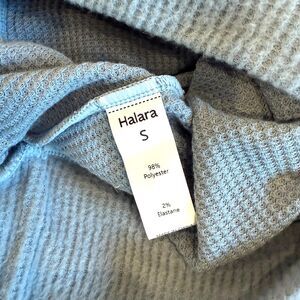 Halara
S
98%
Polyester
2%
Elastane